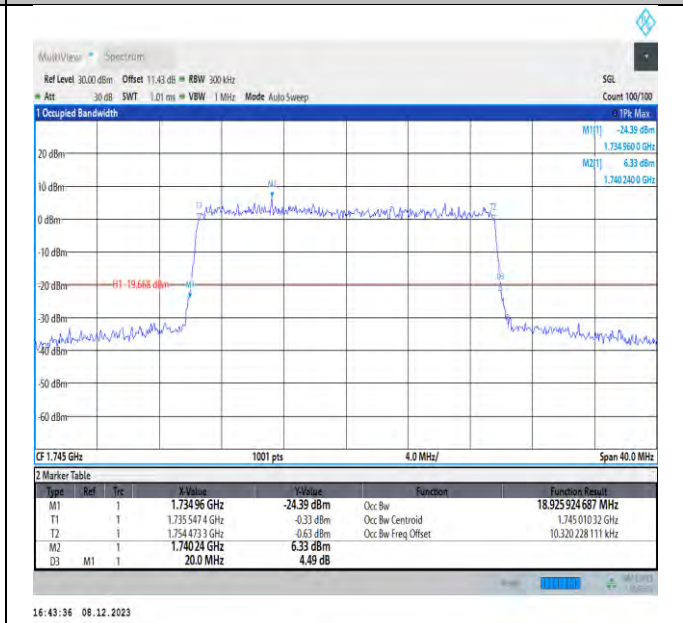 MultiView Spectrum
Ref Level 30.00 dBm Offset 11.43 dB RBW 300 kHz SGL
Att 30 dB SWT 1.01 ms VBW 1 MHz Mode Auto Sweep Count 100/100
1 Occupied Bandwidth 1Pk Max
M1[1] -24.39 dBm
1.734 960 0 GHz
M2[1] 6.33 dBm
1.740 240 0 GHz
20 dBm
10 dBm
M2
T1 T2
0 dBm
-10 dBm
D3
-20 dBm H1 -19.668 dBm M1
-30 dBm
-40 dBm
-50 dBm
-60 dBm
CF 1.745 GHz 1001 pts 4.0 MHz/ Span 40.0 MHz
2 Marker Table
Type Ref Trc X-Value Y-Value Function Function Result
M1 1 1.734 96 GHz -24.39 dBm Occ Bw 18.925 924 687 MHz
T1 1 1.735 547 4 GHz -0.33 dBm Occ Bw Centroid 1.745 010 32 GHz
T2 1 1.754 473 3 GHz -0.63 dBm Occ Bw Freq Offset 10.320 228 111 kHz
M2 1 1.740 24 GHz 6.33 dBm
D3 M1 1 20.0 MHz 4.49 dB
16:43:36 08.12.2023